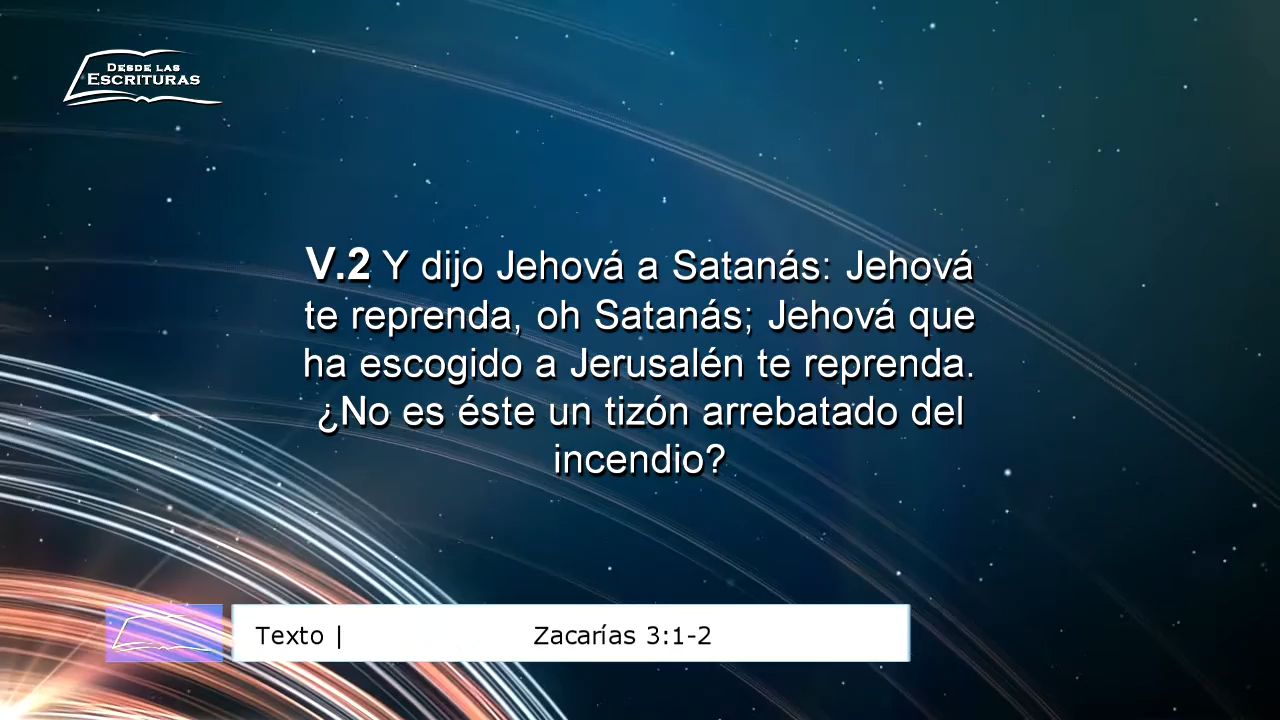 DESDE LAS
ESCRITURAS
V.2 Y dijo Jehová a Satanás: Jehová
te reprenda, oh Satanás; Jehová que
ha escogido a Jerusalén te reprenda.
¿No es éste un tizón arrebatado del
incendio?
Texto | Zacarías 3:1-2